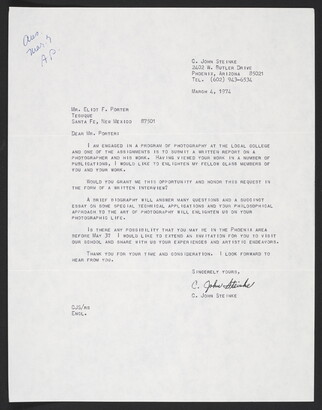 Ans
May 9
A.P.
C. John Steinke
3402 W. Butler Drive
Phoenix, Arizona 85021
Tel. (602) 943-6534
March 4, 1974
Mr. Eliot F. Porter
Tesuque
Santa Fe, New Mexico 87501
Dear Mr. Porter:
I am engaged in a program of photography at the local college
and one of the assignments is to submit a written report on a
photographer and his work. Having viewed your work in a number of
publications, I would like to enlighten my fellow class members of
you and your work.
Would you grant me this opportunity and honor this request in
the form of a written interview?
A brief biography will answer many questions and a succinct
essay on some special technical applications and your philosophical
approach to the art of photography will enlighten us on your
photographic life.
Is there any possibility that you may be in the Phoenix area
before May 3? I would like to extend an invitation for you to visit
our school and share with us your experiences and artistic endeavors.
Thank you for your time and consideration. I look forward to
hear from you.
Sincerely yours,
C. John Steinke
C. John Steinke
CJS/
Encl.